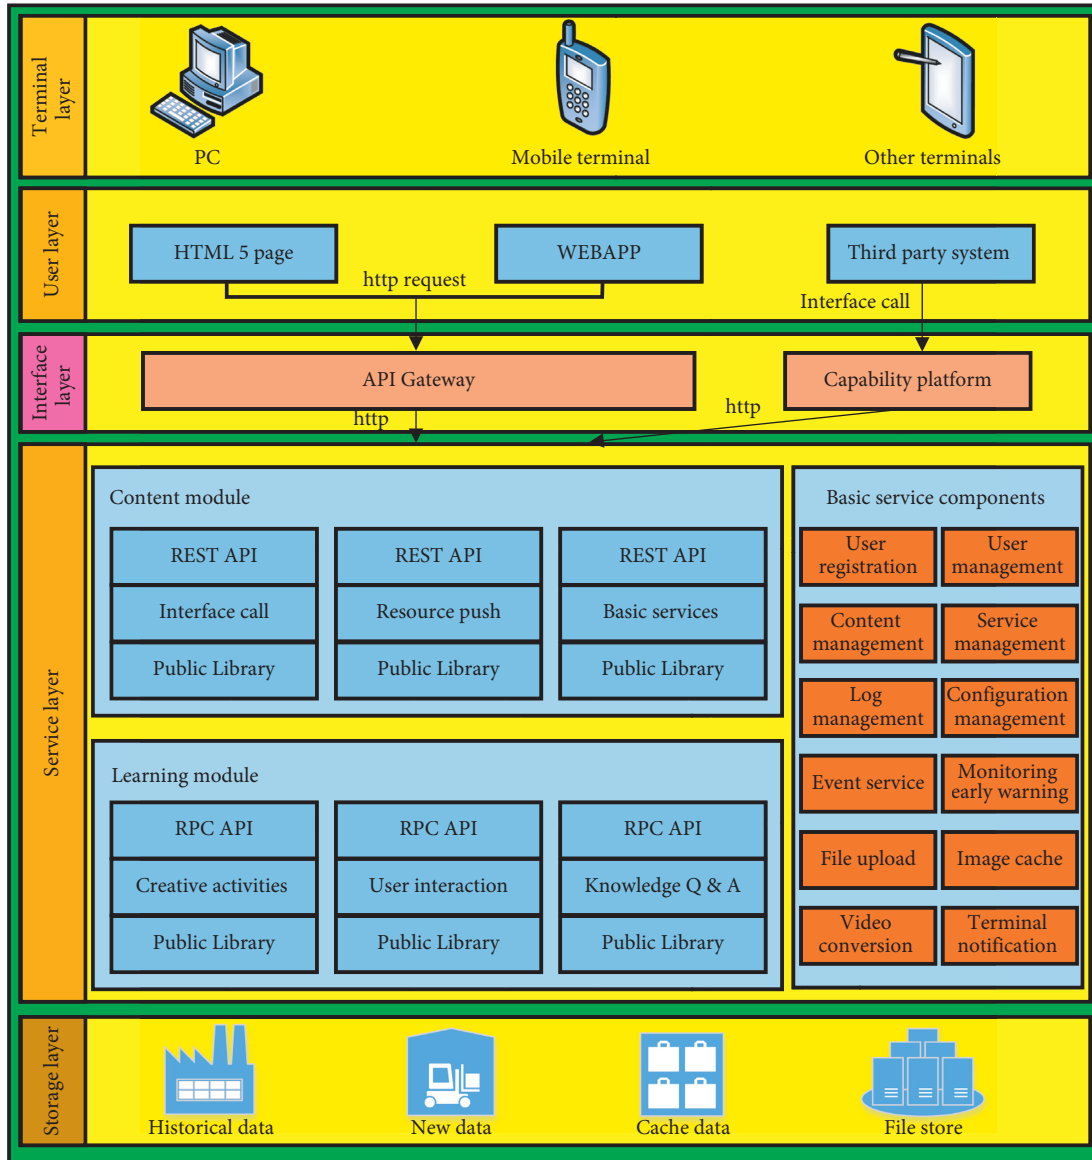 Terminal
layer
PC
Mobile terminal
Other terminals
User layer
HTML 5 page
WEBAPP
Third party system
http request
Interface call
Interface
layer
API Gateway
Capability platform
http
http
Service layer
Content module
REST API
REST API
REST API
Interface call
Resource push
Basic services
Public Library
Public Library
Public Library
Learning module
RPC API
RPC API
RPC API
Creative activities
User interaction
Knowledge Q & A
Public Library
Public Library
Public Library
Basic service components
User
registration
User
management
Content
management
Service
management
Log
management
Configuration
management
Event service
Monitoring
early warning
File upload
Image cache
Video
conversion
Terminal
notification
Storage layer
Historical data
New data
Cache data
File store